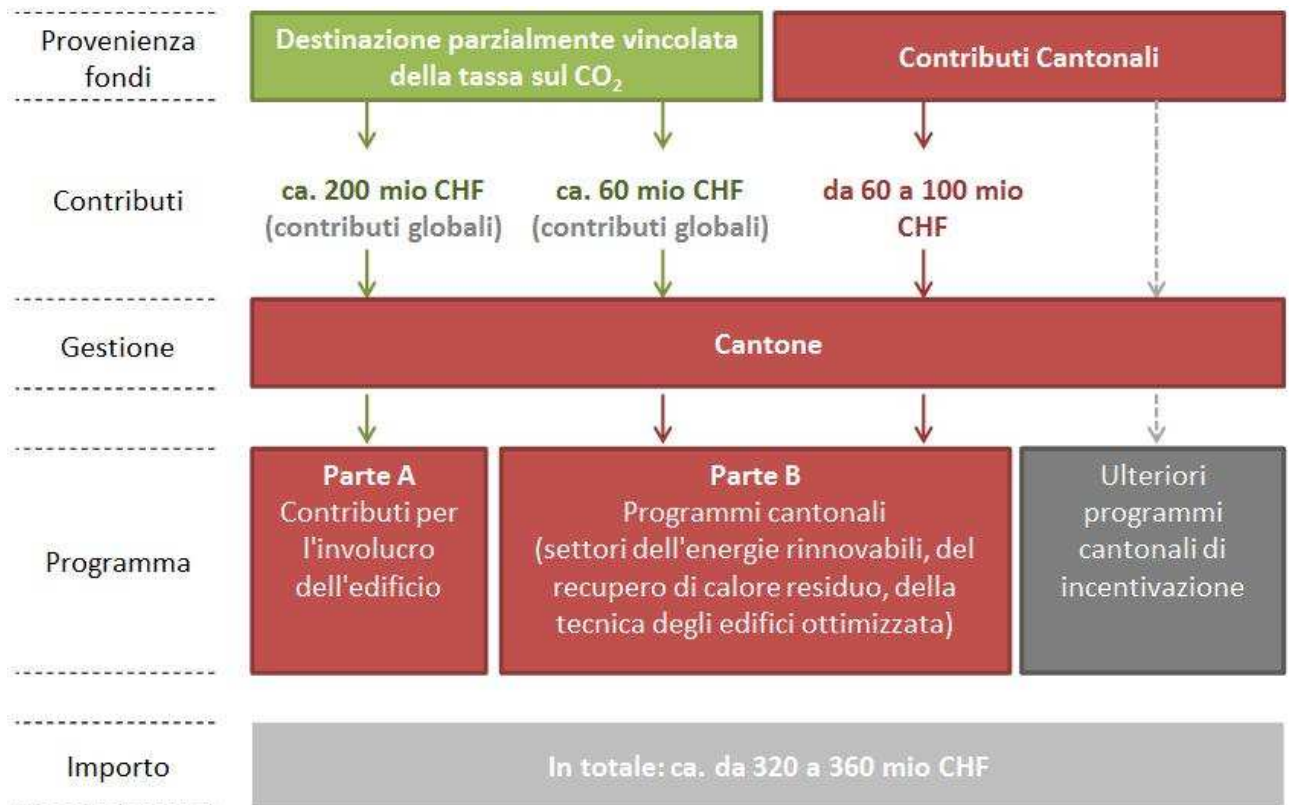 Provenienza
fondi
Destinazione parzialmente vincolata
della tassa sul CO₂
Contributi Cantonali
Contributi
ca. 200 mio CHF
(contributi globali)
ca. 60 mio CHF
(contributi globali)
da 60 a 100 mio
CHF
Gestione
Cantone
Programma
Parte A
Contributi per
l'involucro
dell'edificio
Parte B
Programmi cantonali
(settori dell'energie rinnovabili, del
recupero di calore residuo, della
tecnica degli edifici ottimizzata)
Ulteriori
programmi
cantonali di
incentivazione
Importo
In totale: ca. da 320 a 360 mio CHF